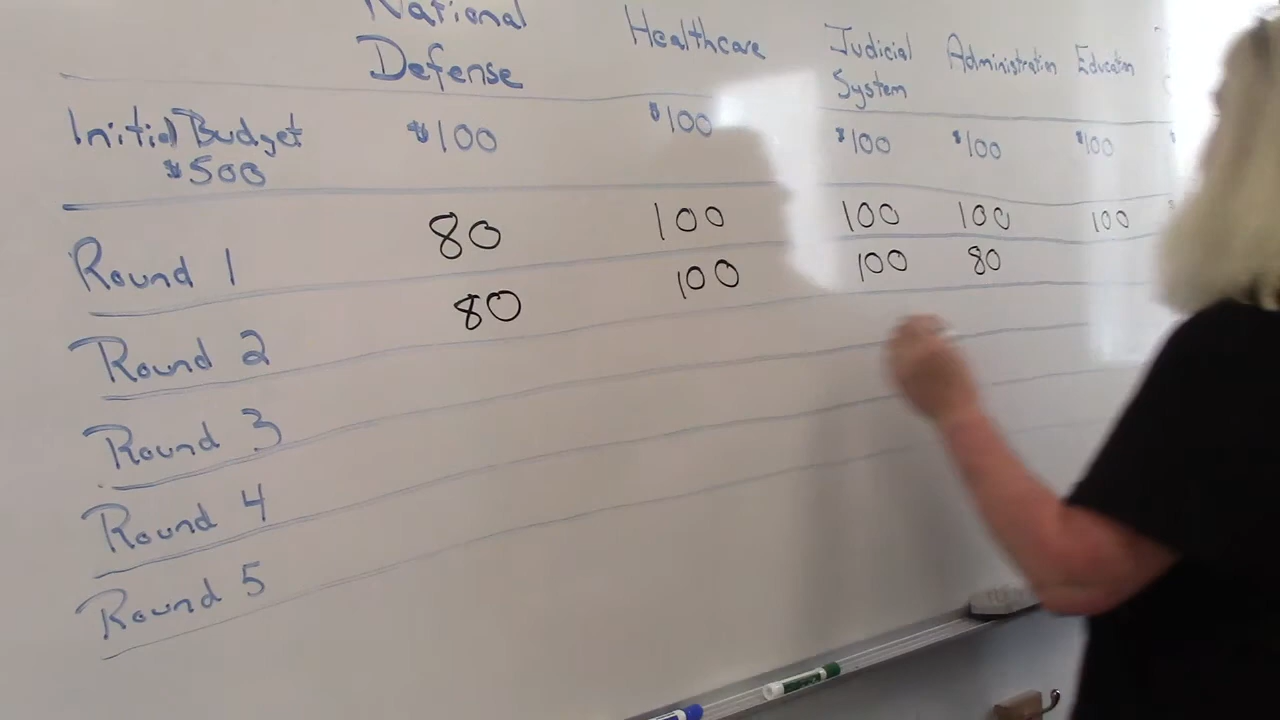 National Defense Healthcare Judicial System Administration Education
Initial Budget $500 $100 $100 $100 $100 $100
Round 1 80 100 100 100 100
Round 2 80 100 100 80
Round 3
Round 4
Round 5